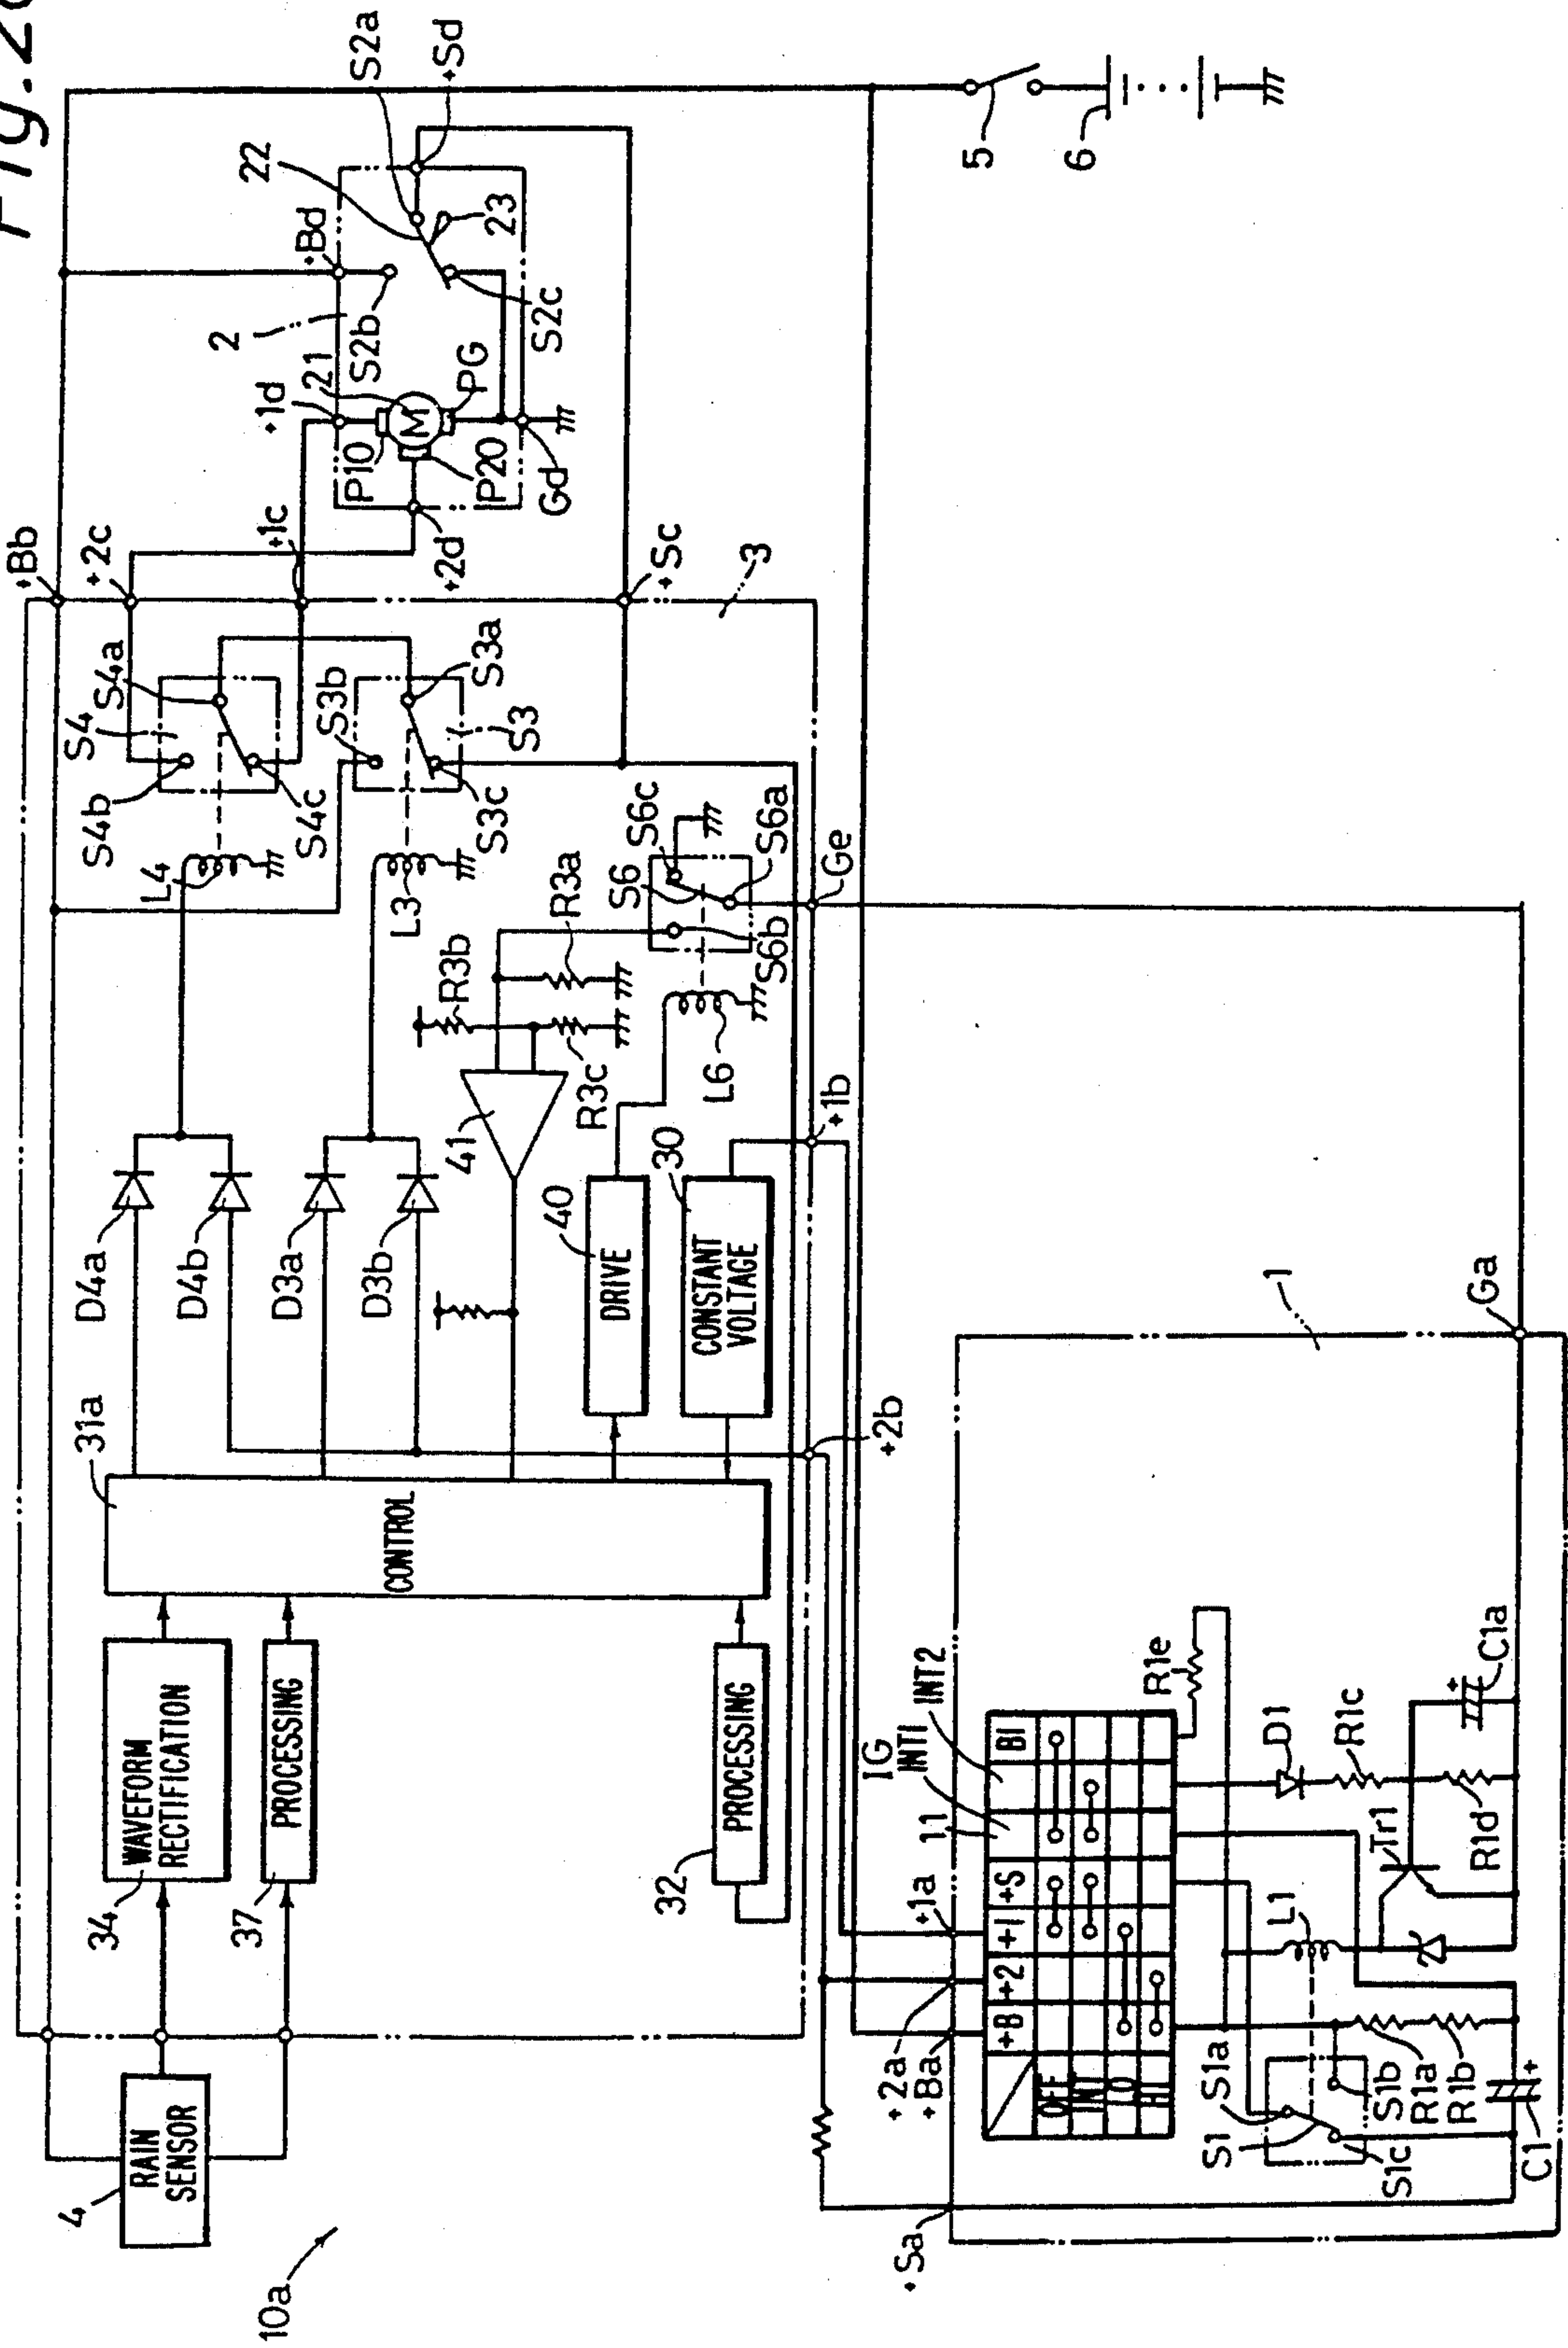 Fig.2
10a
4
RAIN
SENSOR
34
WAVEFORM
RECTIFICATION
37
PROCESSING
32
PROCESSING
31a
CONTROL
D4a
D4b
D3a
D3b
41
40
DRIVE
30
CONSTANT
VOLTAGE
R3b
R3c
R3a
L4
L3
L6
S4
S4a
S4b
S4c
S3
S3a
S3b
S3c
S6
S6a
S6b
S6c
+Bb
+2c
+1c
+Sc
3
Ge
+1b
+2b
2
+Bd
+1d
+2d
+Sd
Gd
21
M
P10
P20
PG
22
23
S2a
S2b
S2c
5
6
1
Ga
+Sa
+2a
+Ba
+1a
11
IG
INT1
INT2
+B
+2
+1
+S
B1
OFF
INT
LO
HI
S1
S1a
S1b
S1c
R1a
R1b
C1
L1
Tr1
R1d
R1c
D1
R1e
C1a